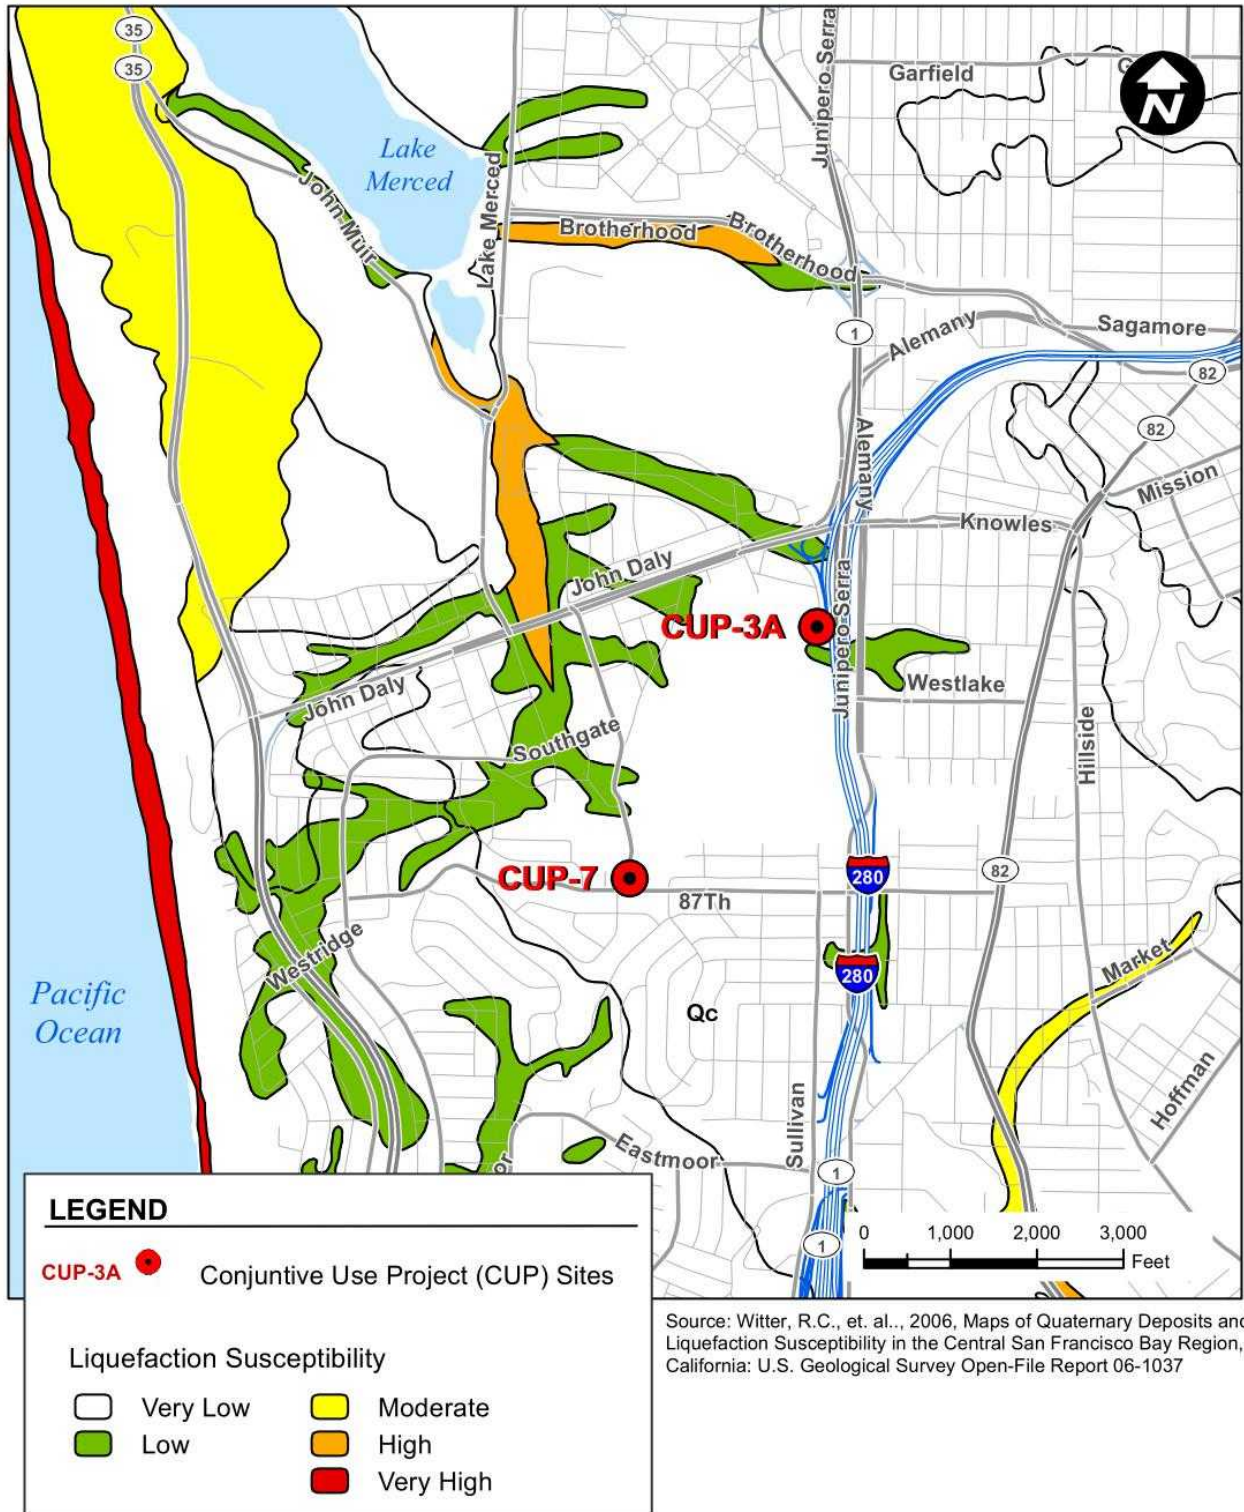 35
35
Junipero Serra
Garfield
G
N
Lake
Merced
Lake Merced
John Muir
Brotherhood
Brotherhood
1
Alemany
Sagamore
82
82
Alemany
Mission
Knowles
John Daly
CUP-3A
Junipero Serra
Westlake
John Daly
Southgate
Hillside
CUP-7
280
82
87Th
Westridge
280
Market
Pacific
Ocean
Qc
Hoffman
Sullivan
Eastmoor
or
1
1
0 1,000 2,000 3,000
Feet
LEGEND
CUP-3A Conjuntive Use Project (CUP) Sites
Liquefaction Susceptibility
Very Low Moderate
Low High
Very High
Source: Witter, R.C., et. al.., 2006, Maps of Quaternary Deposits and
Liquefaction Susceptibility in the Central San Francisco Bay Region,
California: U.S. Geological Survey Open-File Report 06-1037